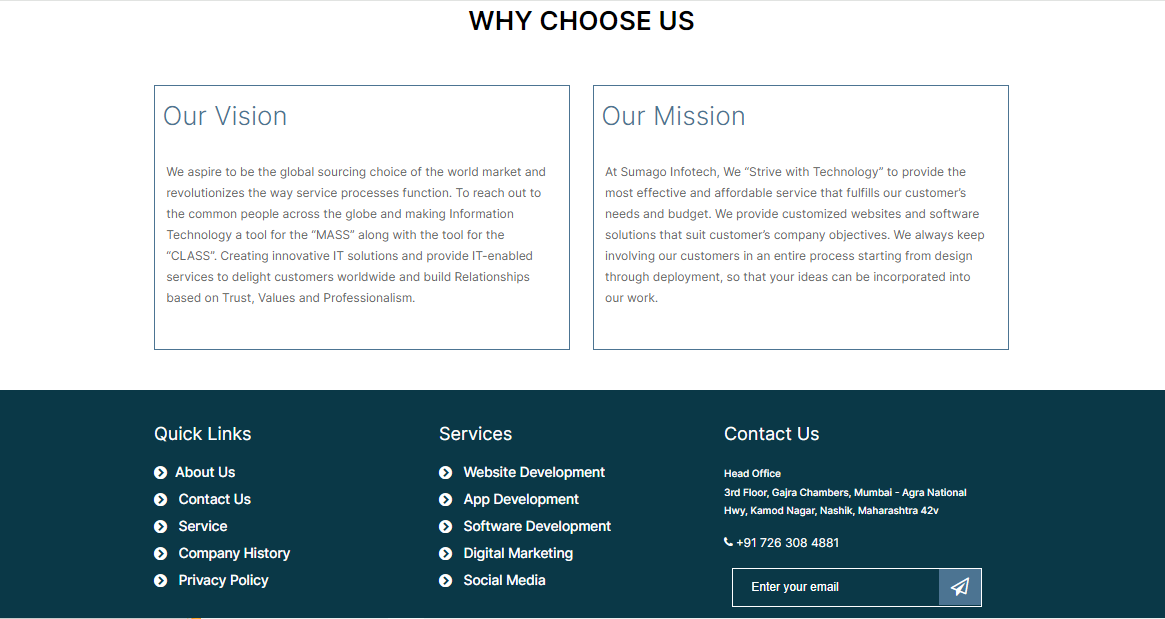 WHY CHOOSE US
Our Vision
We aspire to be the global sourcing choice of the world market and
revolutionizes the way service processes function. To reach out to
the common people across the globe and making Information
Technology a tool for the “MASS” along with the tool for the
“CLASS”. Creating innovative IT solutions and provide IT-enabled
services to delight customers worldwide and build Relationships
based on Trust, Values and Professionalism.
Our Mission
At Sumago Infotech, We “Strive with Technology” to provide the
most effective and affordable service that fulfills our customer’s
needs and budget. We provide customized websites and software
solutions that suit customer’s company objectives. We always keep
involving our customers in an entire process starting from design
through deployment, so that your ideas can be incorporated into
our work.
Quick Links
About Us
Contact Us
Service
Company History
Privacy Policy
Services
Website Development
App Development
Software Development
Digital Marketing
Social Media
Contact Us
Head Office
3rd Floor, Gajra Chambers, Mumbai - Agra National
Hwy, Kamod Nagar, Nashik, Maharashtra 42v
+91 726 308 4881
Enter your email